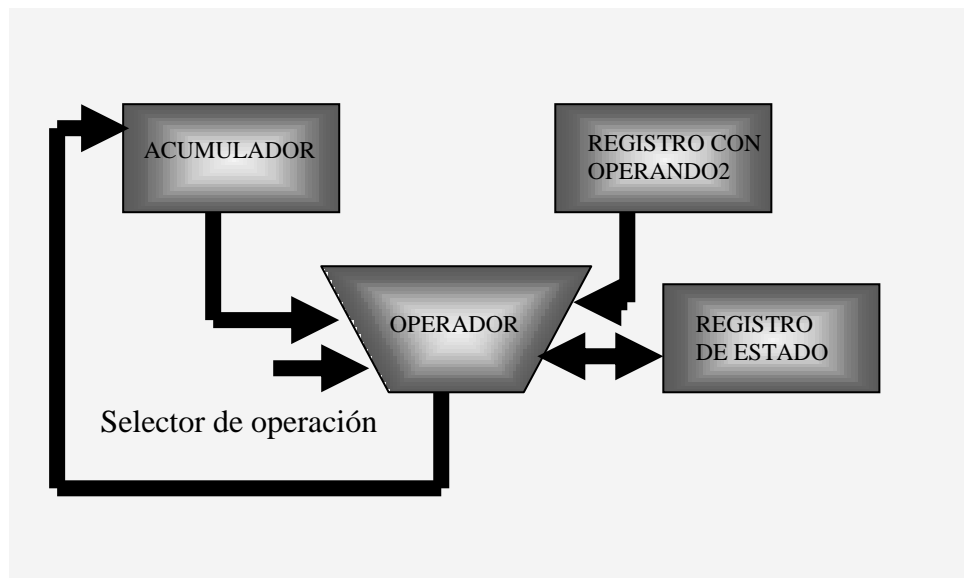 ACUMULADOR
REGISTRO CON
OPERANDO2
OPERADOR
REGISTRO
DE ESTADO
Selector de operación